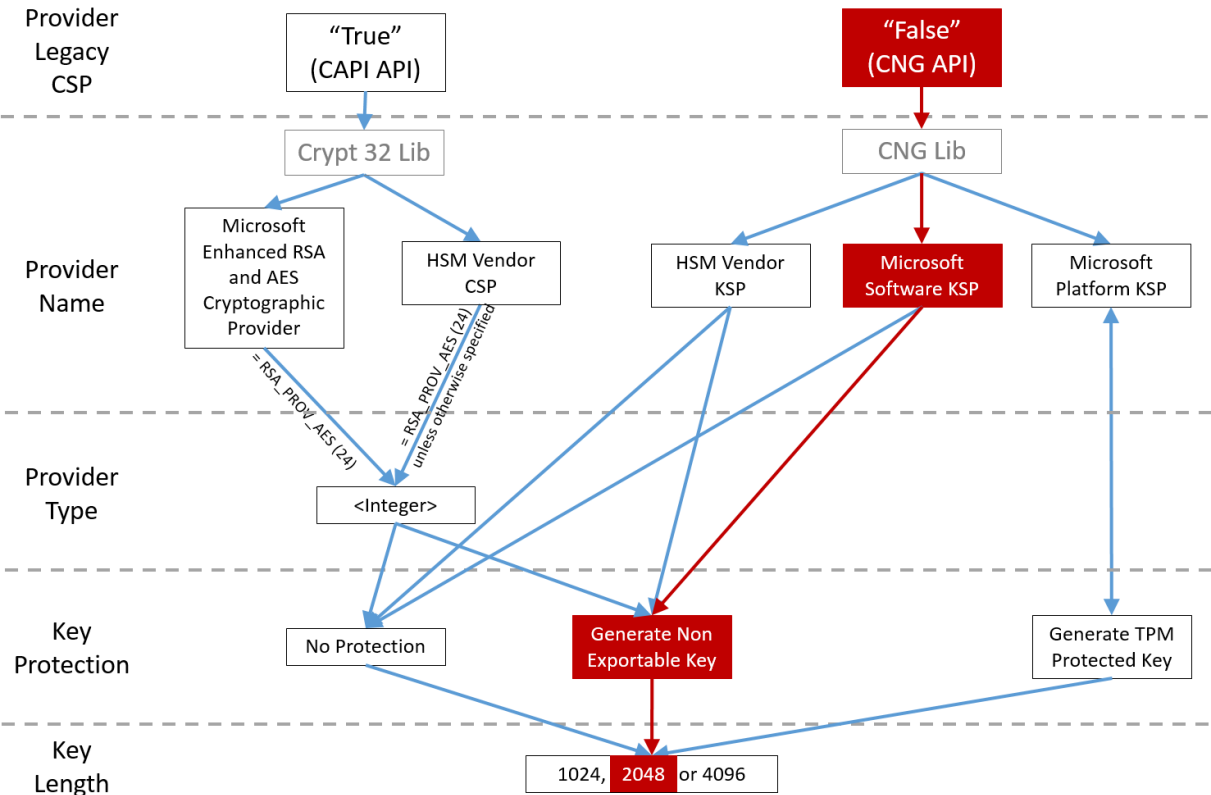 Provider
Legacy
CSP
“True”
(CAPI API)
“False”
(CNG API)
Crypt 32 Lib
CNG Lib
Provider
Name
Microsoft
Enhanced RSA
and AES
Cryptographic
Provider
HSM Vendor
CSP
HSM Vendor
KSP
Microsoft
Software KSP
Microsoft
Platform KSP
= RSA_PROV_AES (24)
= RSA_PROV_AES (24)
unless otherwise specified
Provider
Type
<Integer>
Key
Protection
No Protection
Generate Non
Exportable Key
Generate TPM
Protected Key
Key
Length
1024, 2048 or 4096